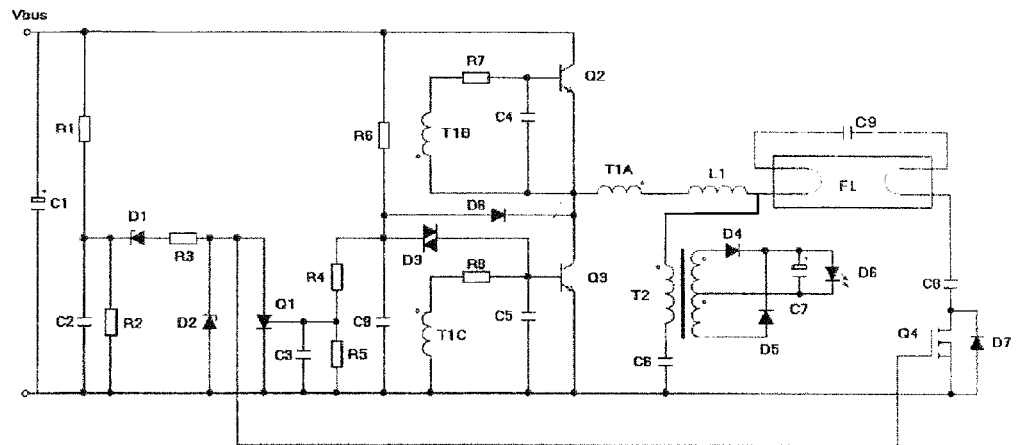 Vbus
R7
Q2
R1
R6
C4
C9
T1B
T1A
L1
FL
C1
D8
D1
D4
R3
D3
R8
Q3
D6
R4
T2
C7
C8
Q1
C2
R2
D2
C8
T1C
C5
Q4
C3
R5
C6
D5
D7